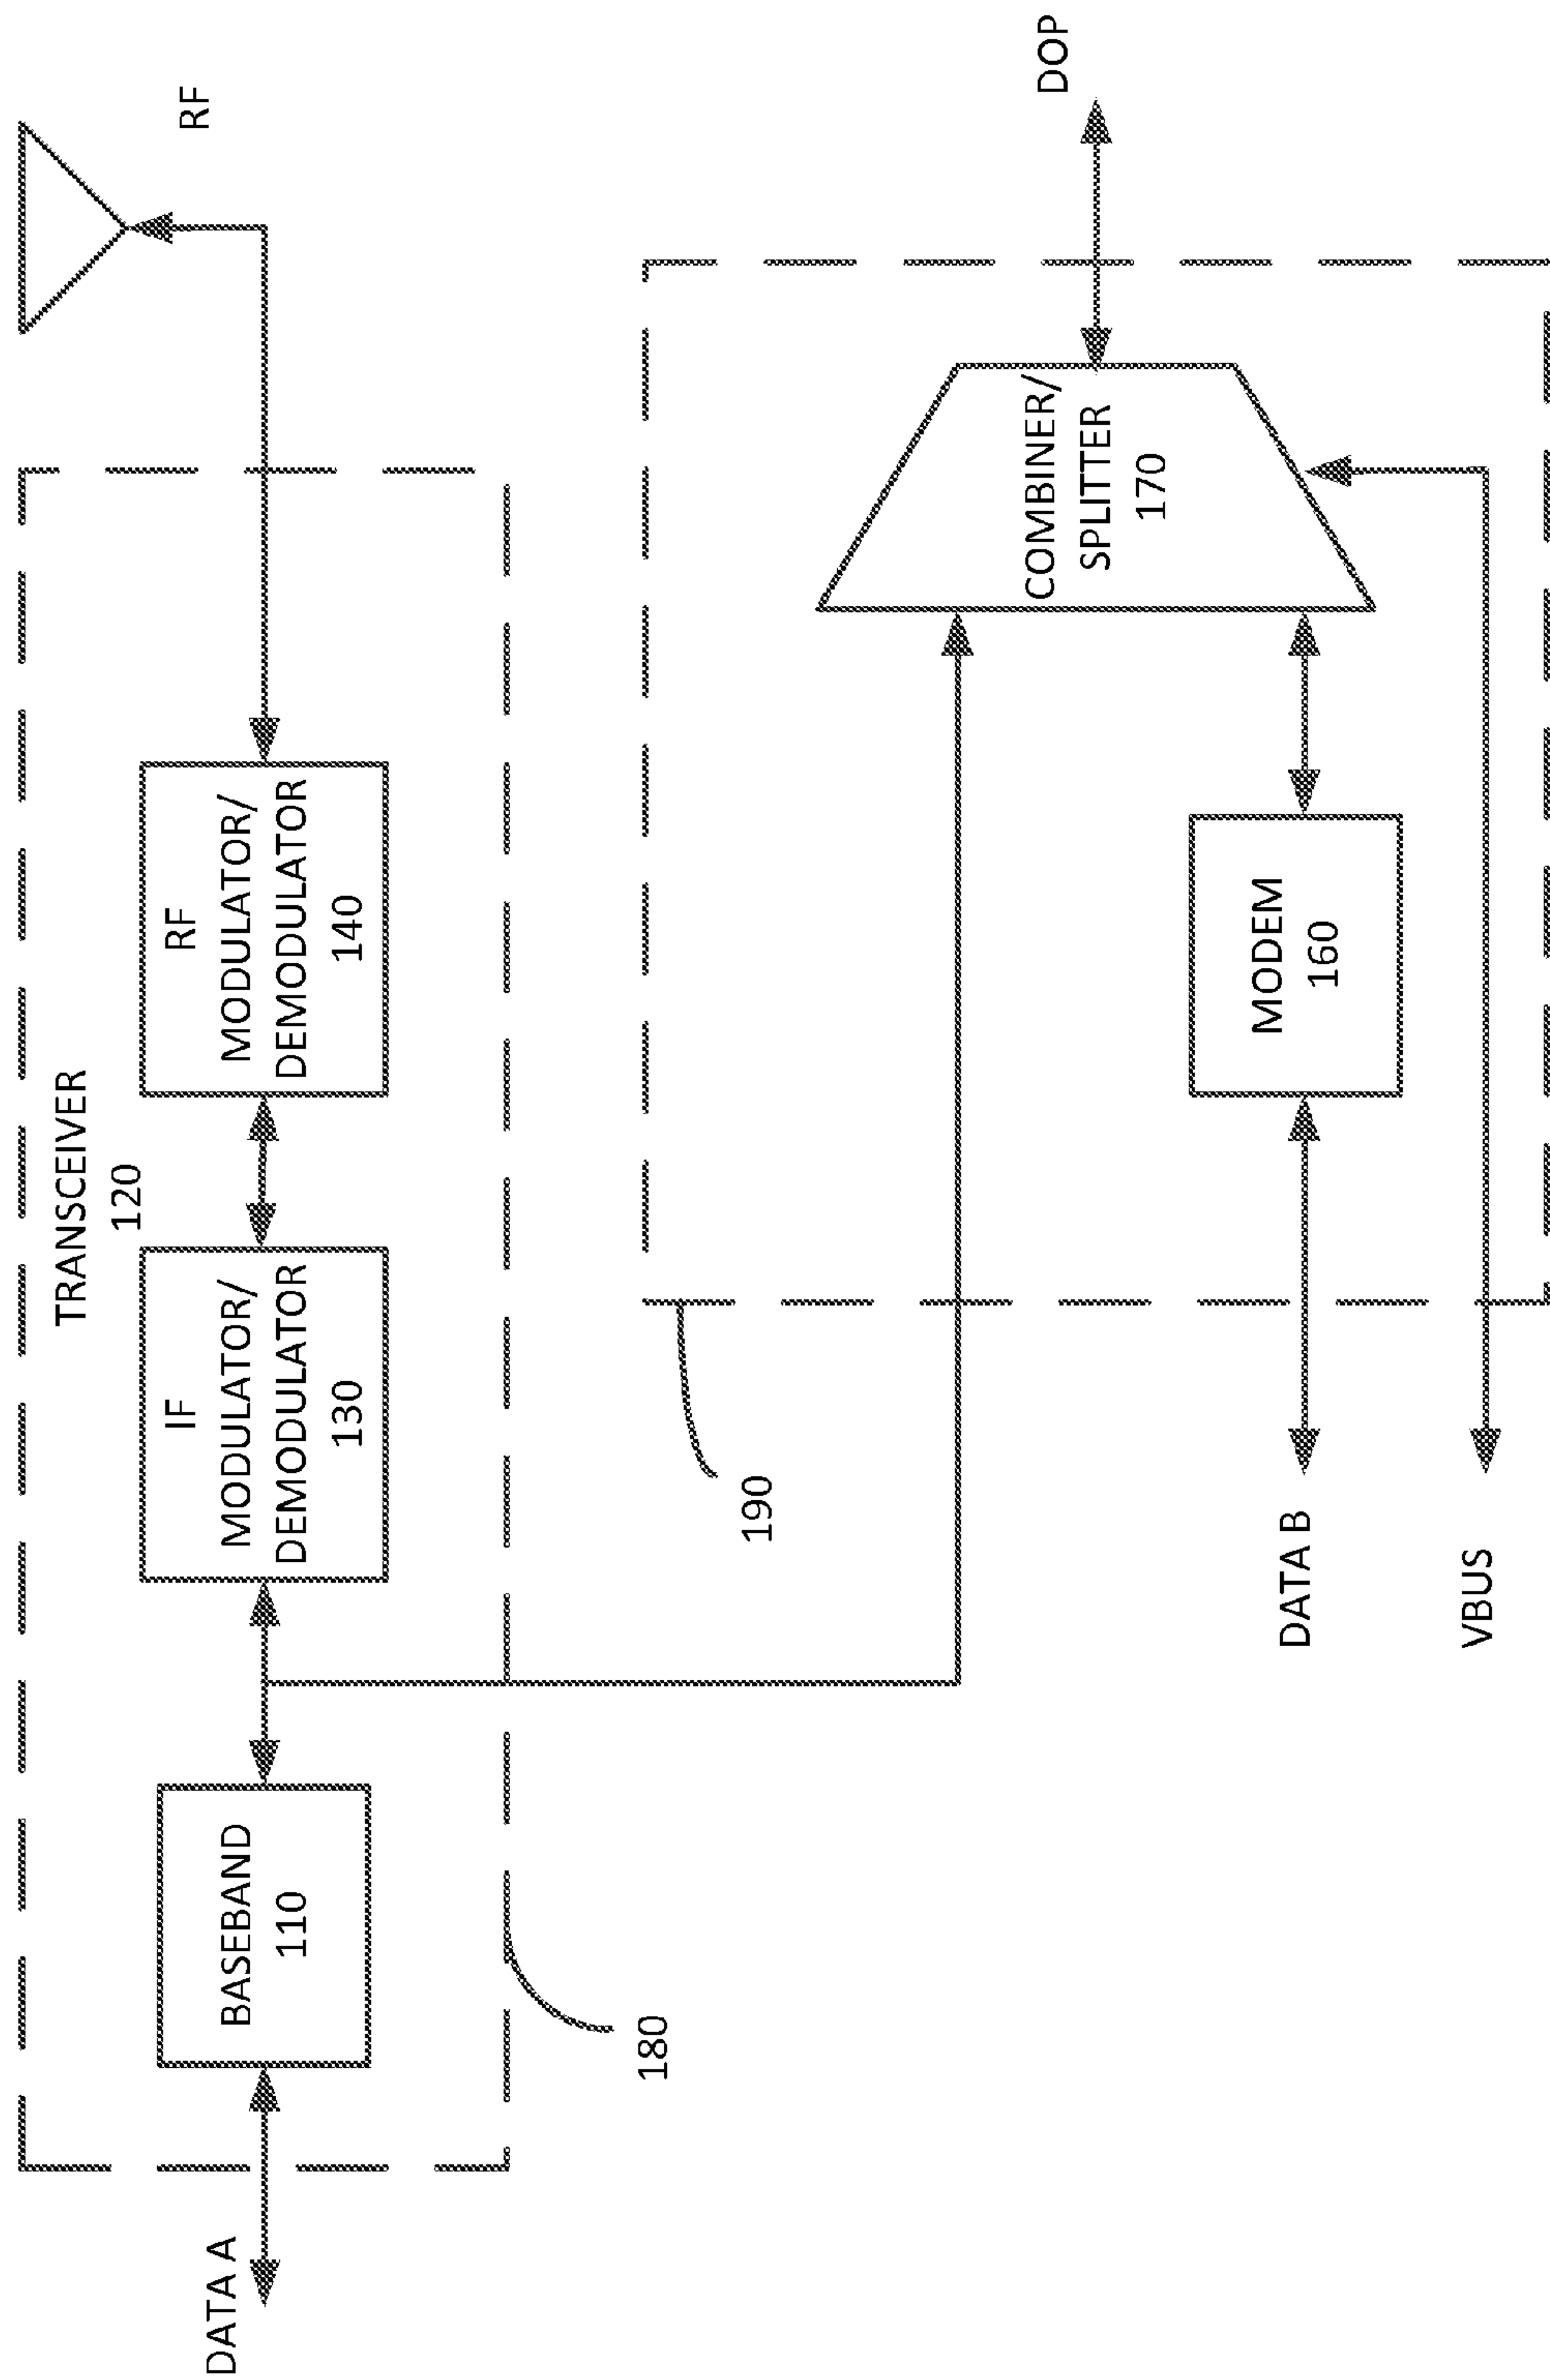 TRANSCEIVER
120
RF
DATA A
BASEBAND
110
IF
MODULATOR/
DEMODULATOR
130
RF
MODULATOR/
DEMODULATOR
140
180
190
DOP
COMBINER/
SPLITTER
170
MODEM
160
DATA B
VBUS